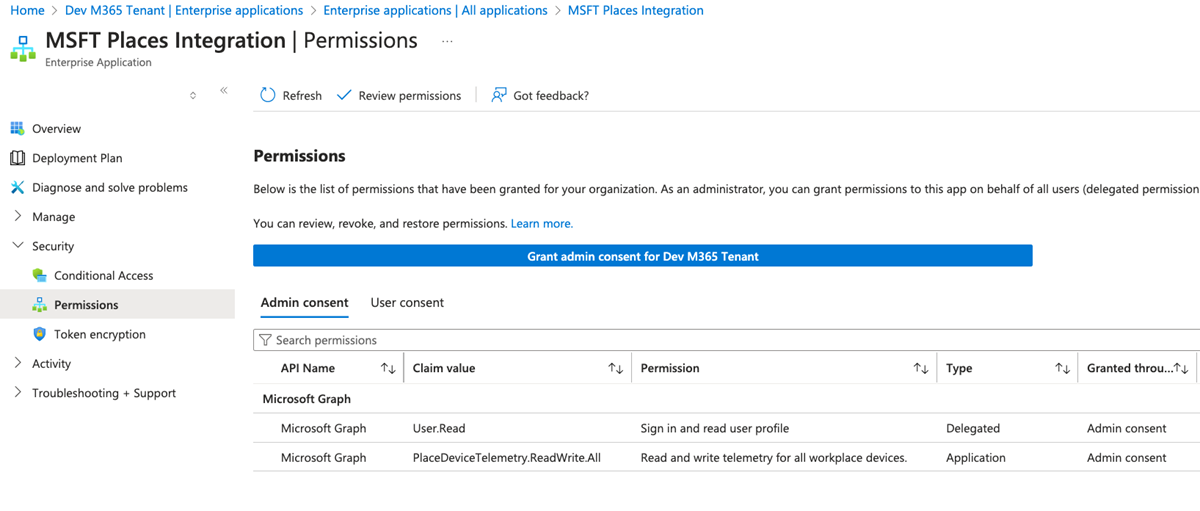 Home > Dev M365 Tenant | Enterprise applications > Enterprise applications | All applications > MSFT Places Integration
MSFT Places Integration | Permissions ...
Enterprise Application
Refresh Review permissions Got feedback?
Overview
Deployment Plan
Diagnose and solve problems
Manage
Security
Conditional Access
Permissions
Token encryption
Activity
Troubleshooting + Support
Permissions
Below is the list of permissions that have been granted for your organization. As an administrator, you can grant permissions to this app on behalf of all users (delegated permission
You can review, revoke, and restore permissions. Learn more.
Grant admin consent for Dev M365 Tenant
Admin consent User consent
Search permissions
API Name Claim value Permission Type Granted throu...
Microsoft Graph
Microsoft Graph User.Read Sign in and read user profile Delegated Admin consent
Microsoft Graph PlaceDeviceTelemetry.ReadWrite.All Read and write telemetry for all workplace devices. Application Admin consent